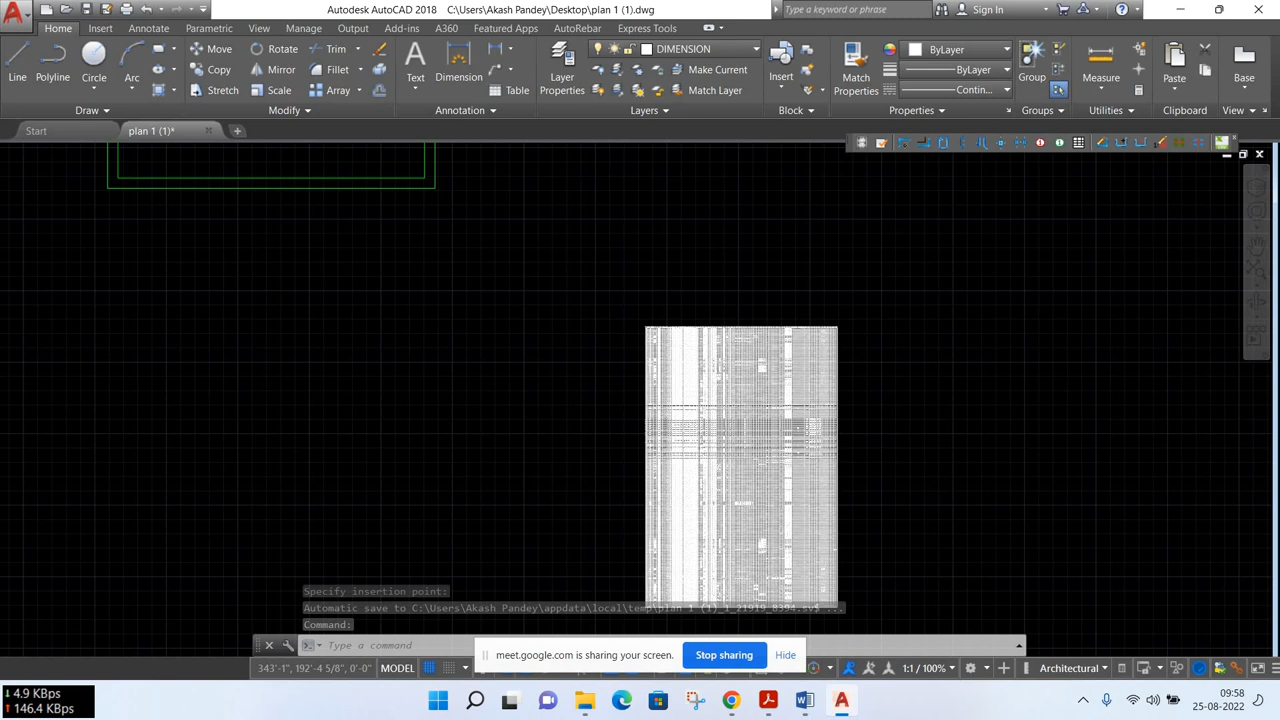 Autodesk AutoCAD 2018 C:\Users\Akash Pandey\Desktop\plan 1 (1).dwg
Type a keyword or phrase
Sign In
Home Insert Annotate Parametric View Manage Output Add-ins A360 Featured Apps AutoRebar Express Tools
Line Polyline Circle Arc
Move Rotate Trim
Copy Mirror Fillet
Stretch Scale Array
Text Dimension Table
Layer Properties
DIMENSION
Make Current
Match Layer
Insert
Match Properties
ByLayer
ByLayer
Contin...
Group
Measure
Paste
Base
Draw Modify Annotation Layers Block Properties Groups Utilities Clipboard View
Start plan 1 (1)*
Specify insertion point:
Automatic save to C:\Users\Akash Pandey\appdata\local\temp\plan 1 (1)_1_21919_8394.sv$ ...
Command:
Type a command
meet.google.com is sharing your screen. Stop sharing Hide
343'-1", 192'-4 5/8", 0'-0" MODEL 1:1 / 100% Architectural
4.9 KBps
146.4 KBps
09:58
25-08-2022